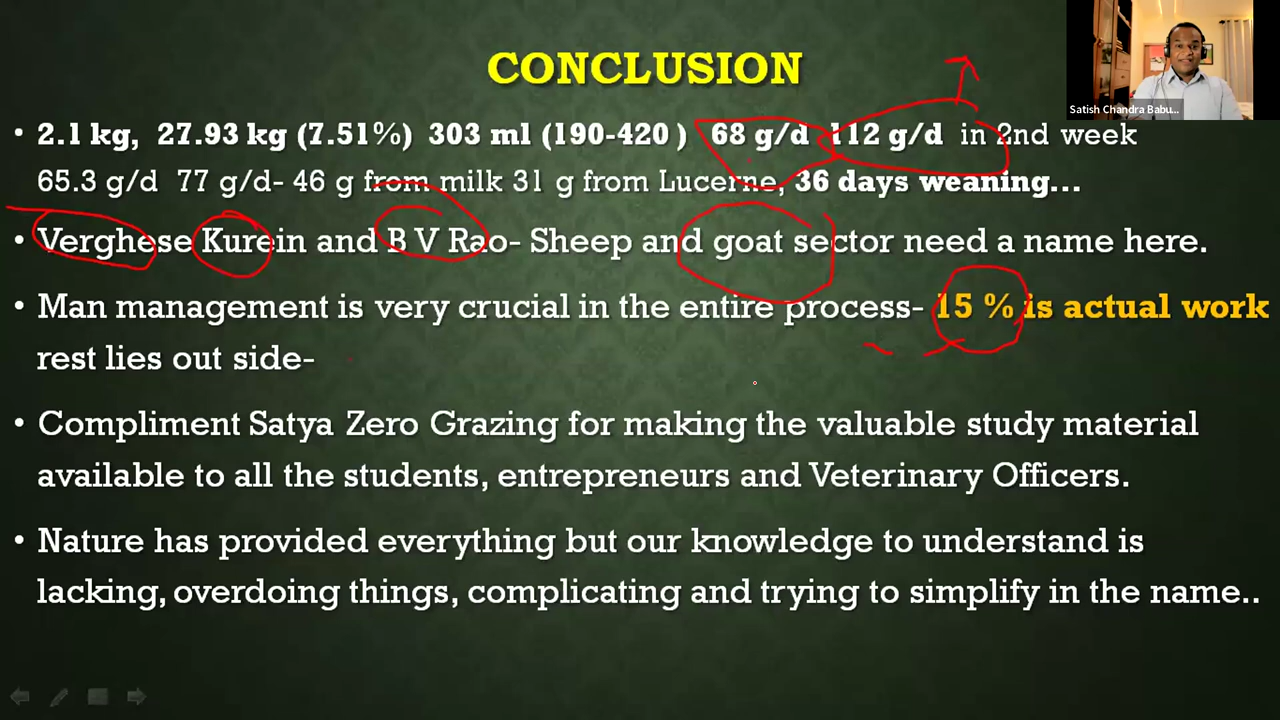 CONCLUSION
Satish Chandra Babu...
• 2.1 kg, 27.93 kg (7.51%) 303 ml (190-420 ) 68 g/d 112 g/d in 2nd week
65.3 g/d 77 g/d- 46 g from milk 31 g from Lucerne, 36 days weaning...
• Verghese Kurein and B V Rao- Sheep and goat sector need a name here.
• Man management is very crucial in the entire process- 15 % is actual work
rest lies out side-
• Compliment Satya Zero Grazing for making the valuable study material
available to all the students, entrepreneurs and Veterinary Officers.
• Nature has provided everything but our knowledge to understand is
lacking, overdoing things, complicating and trying to simplify in the name..